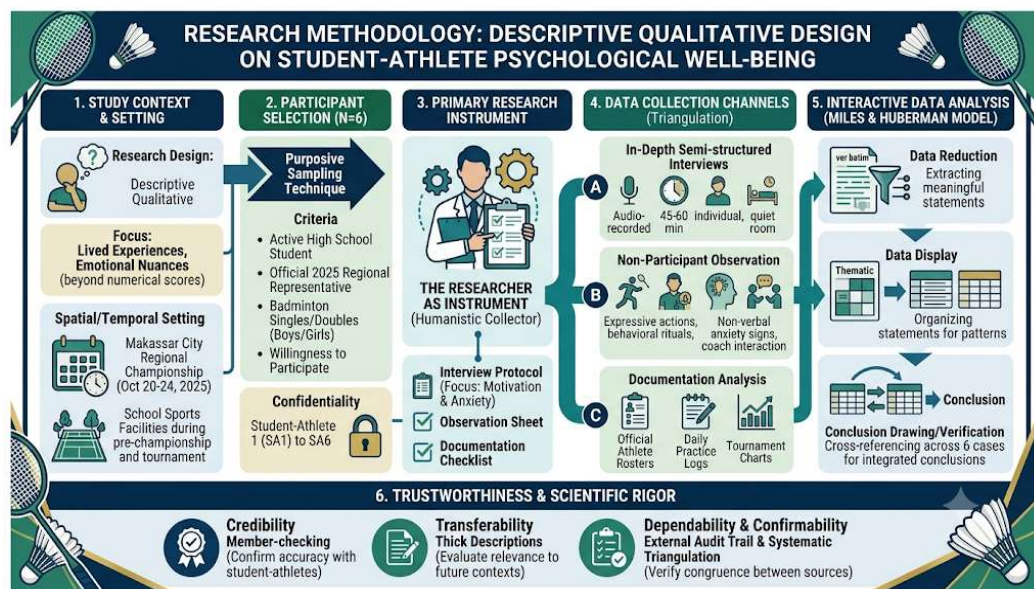 RESEARCH METHODOLOGY: DESCRIPTIVE QUALITATIVE DESIGN
ON STUDENT-ATHLETE PSYCHOLOGICAL WELL-BEING
1. STUDY CONTEXT
& SETTING
?
Research Design:
Descriptive
Qualitative
Focus:
Lived Experiences,
Emotional Nuances
(beyond numerical scores)
Spatial/Temporal Setting
Makassar City
Regional
Championship
(Oct 20-24, 2025)
School Sports
Facilities during
pre-championship
and tournament
2. PARTICIPANT
SELECTION (N=6)
Purposive
Sampling
Technique
Criteria
• Active High School
Student
• Official 2025 Regional
Representative
• Badminton
Singles/Doubles
(Boys/Girls)
• Willingness to
Participate
Confidentiality
Student-Athlete
1 (SA1) to SA6
3. PRIMARY RESEARCH
INSTRUMENT
THE RESEARCHER
AS INSTRUMENT
(Humanistic Collector)
Interview Protocol
(Focus: Motivation
& Anxiety)
Observation Sheet
Documentation
Checklist
4. DATA COLLECTION CHANNELS
(Triangulation)
In-Depth Semi-structured
Interviews
A
Audio-
recorded
45-60
min
individual,
quiet
room
Non-Participant Observation
B
Expressive actions,
behavioral rituals,
Non-verbal
anxiety signs,
coach interaction
Documentation Analysis
C
Official
Athlete
Rosters
Daily
Practice
Logs
Tournament
Charts
5. INTERACTIVE DATA ANALYSIS
(MILES & HUBERMAN MODEL)
ver batim
Data Reduction
Extracting
meaningful
statements
Data Display
Thematic
Organizing
statements for patterns
Conclusion
Conclusion Drawing/Verification
Cross-referencing across 6 cases
for integrated conclusions
6. TRUSTWORTHINESS & SCIENTIFIC RIGOR
Credibility
Member-checking
(Confirm accuracy with
student-athletes)
Transferability
Thick Descriptions
(Evaluate relevance to
future contexts)
Dependability & Confirmability
External Audit Trail & Systematic
Triangulation
(Verify congruence between sources)